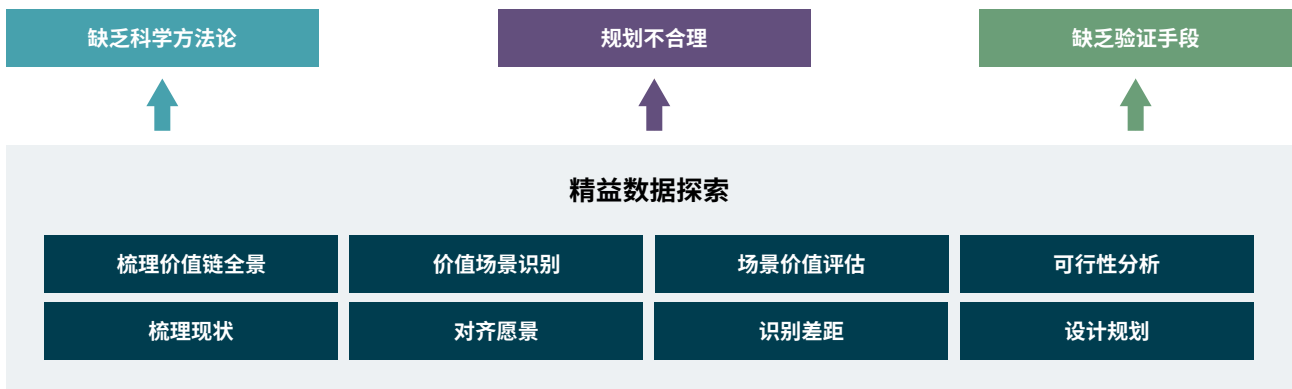 缺乏科学方法论
规划不合理
缺乏验证手段
精益数据探索
梳理价值链全景
价值场景识别
场景价值评估
可行性分析
梳理现状
对齐愿景
识别差距
设计规划